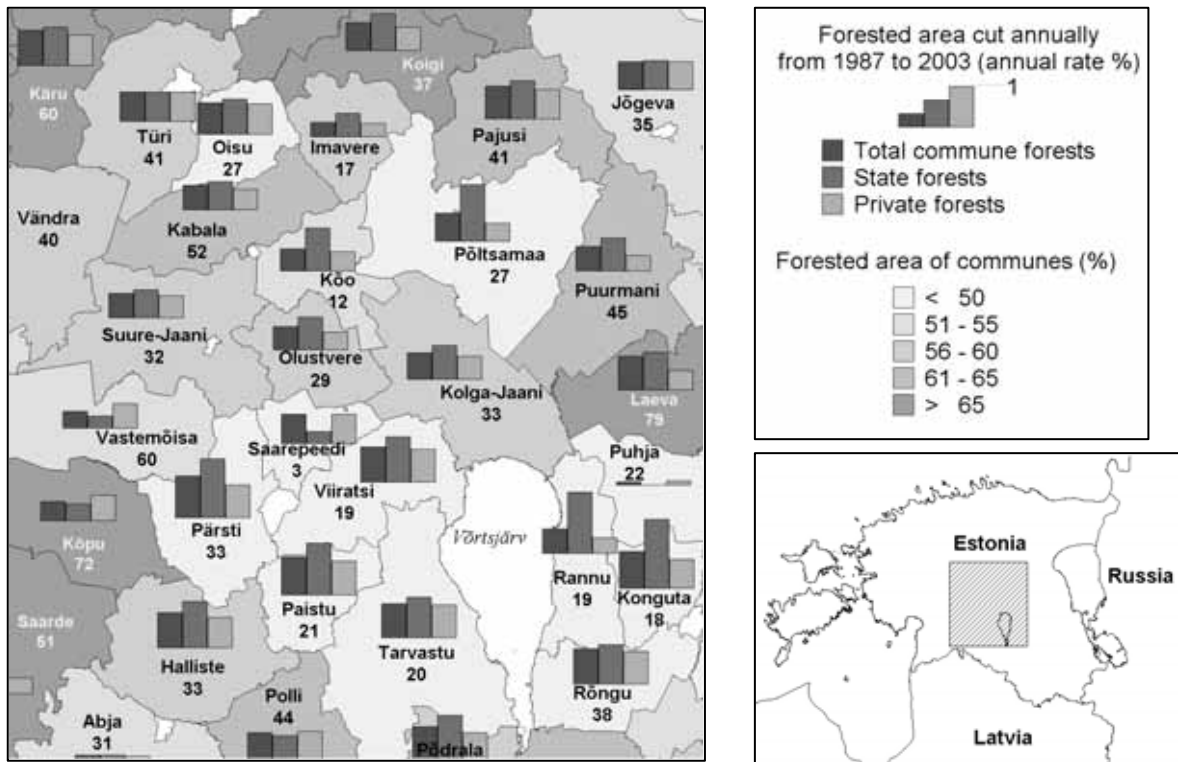 Käru
60
Koigi
37
Jõgeva
35
Türi
41
Oisu
27
Imavere
17
Pajusi
41
Vändra
40
Kabala
52
Põltsamaa
27
Kõo
12
Puurmani
45
Suure-Jaani
32
Olustvere
29
Kolga-Jaani
33
Laeva
79
Vastemõisa
60
Saarepeedi
3
Puhja
22
Viiratsi
19
Pärsti
33
Võrtsjärv
Kõpu
72
Rannu
19
Konguta
18
Paistu
21
Saarde
51
Tarvastu
20
Halliste
33
Rõngu
38
Polli
44
Abja
31
Põdrala
Forested area cut annually
from 1987 to 2003 (annual rate %)
1
Total commune forests
State forests
Private forests
Forested area of communes (%)
< 50
51 - 55
56 - 60
61 - 65
> 65
Estonia
Russia
Latvia